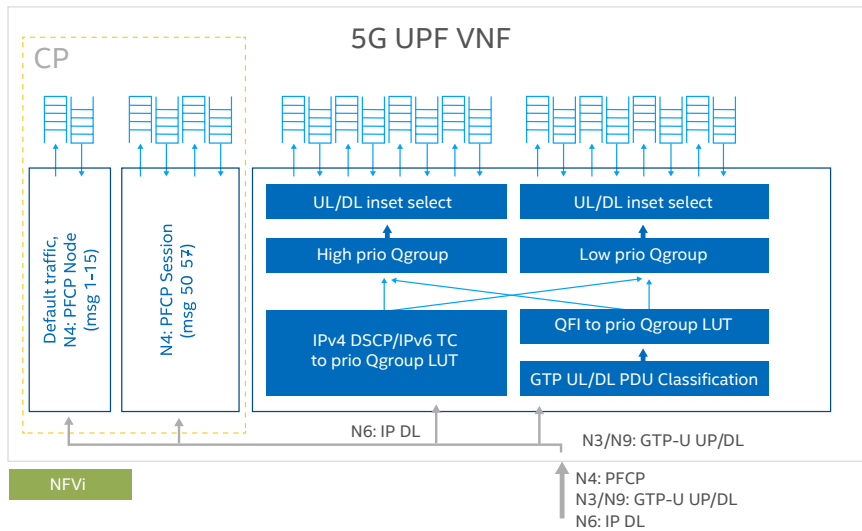 5G UPF VNF
CP
Default traffic,
N4: PFCP Node
(msg 1-15)
N4: PFCP Session
(msg 50 57)
UL/DL inset select
High prio Qgroup
IPv4 DSCP/IPv6 TC
to prio Qgroup LUT
UL/DL inset select
Low prio Qgroup
QFI to prio Qgroup LUT
GTP UL/DL PDU Classification
N6: IP DL
N3/N9: GTP-U UP/DL
NFVi
N4: PFCP
N3/N9: GTP-U UP/DL
N6: IP DL